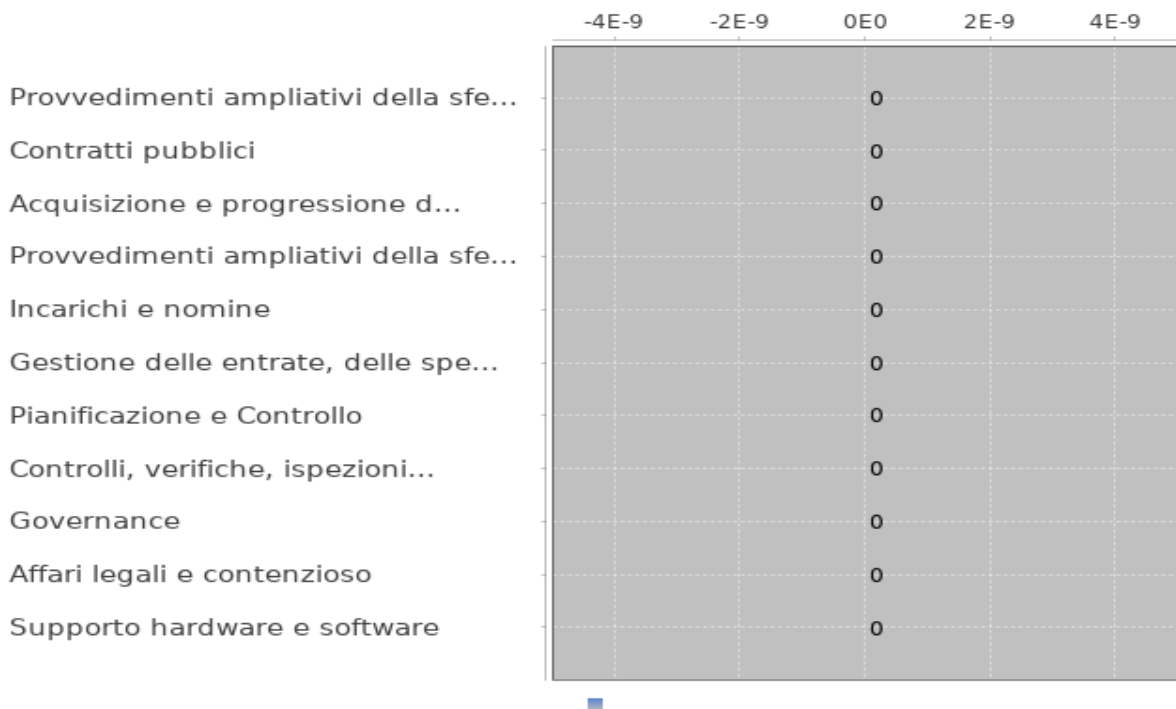 -4E-9 -2E-9 0E0 2E-9 4E-9
Provvedimenti ampliativi della sfe... 0
Contratti pubblici 0
Acquisizione e progressione d... 0
Provvedimenti ampliativi della sfe... 0
Incarichi e nomine 0
Gestione delle entrate, delle spe... 0
Pianificazione e Controllo 0
Controlli, verifiche, ispezioni... 0
Governance 0
Affari legali e contenzioso 0
Supporto hardware e software 0